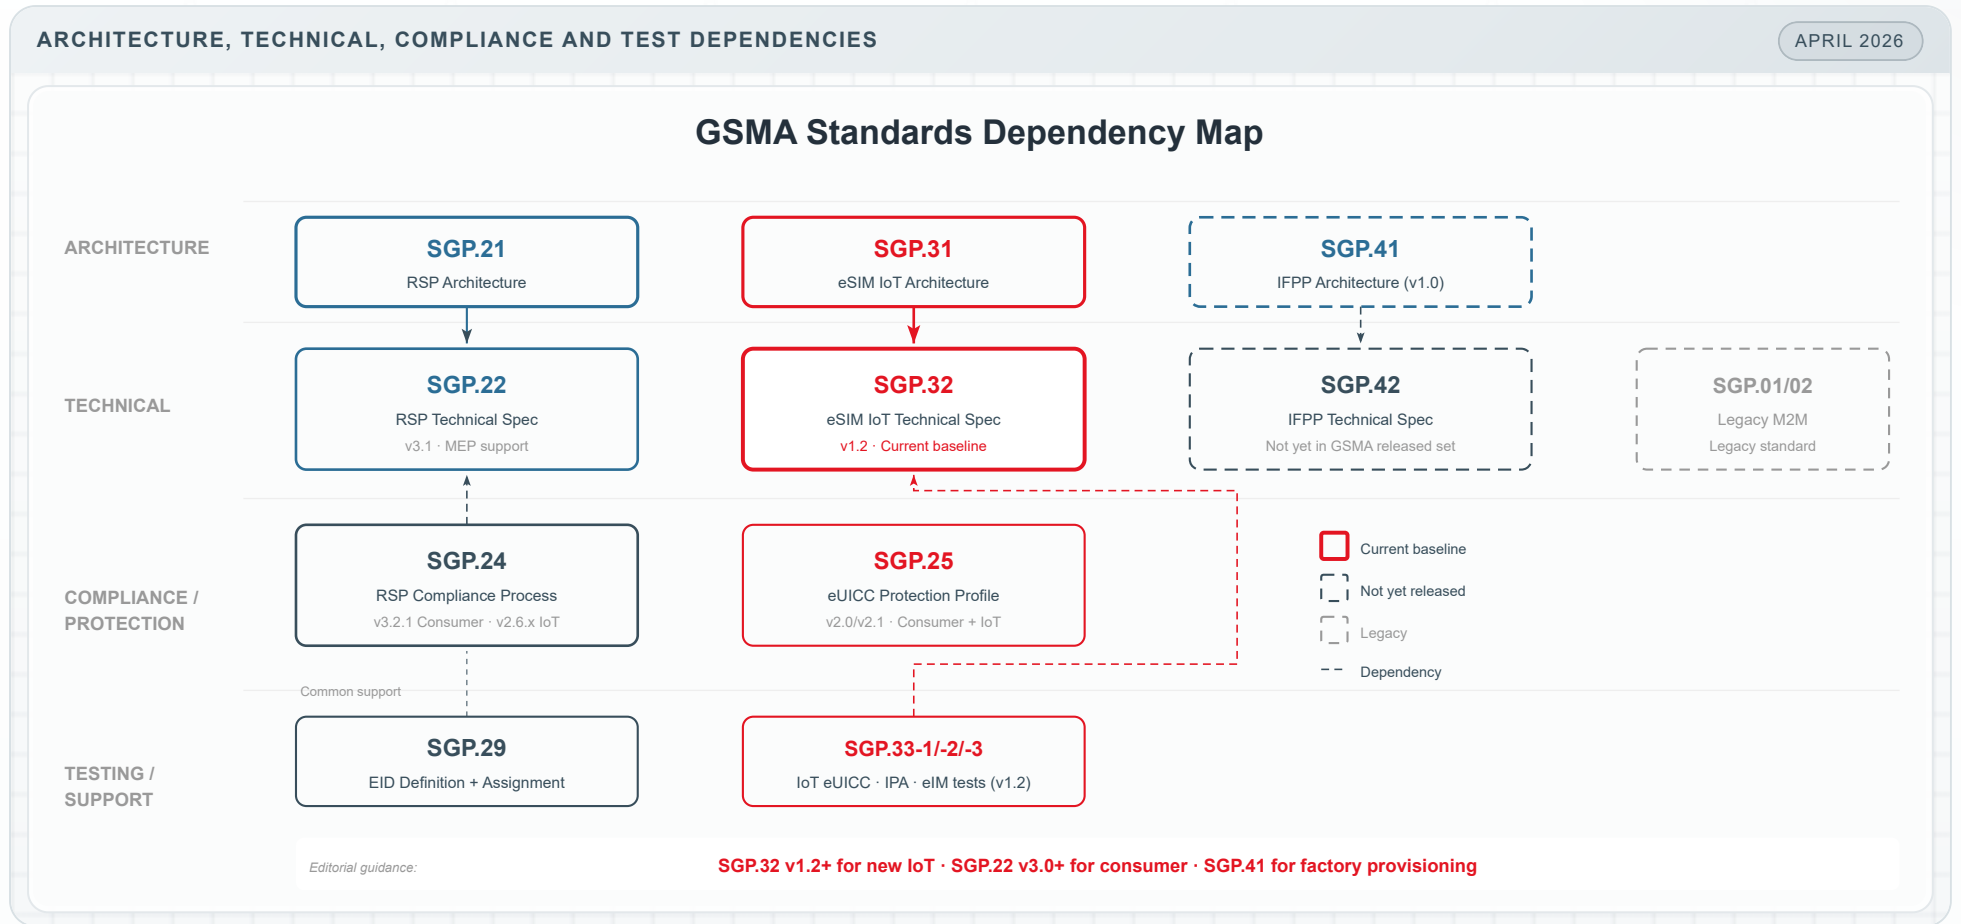 ARCHITECTURE, TECHNICAL, COMPLIANCE AND TEST DEPENDENCIES
APRIL 2026
GSMA Standards Dependency Map
ARCHITECTURE
SGP.21
RSP Architecture
SGP.31
eSIM IoT Architecture
SGP.41
IFPP Architecture (v1.0)
TECHNICAL
SGP.22
RSP Technical Spec
v3.1 · MEP support
SGP.32
eSIM IoT Technical Spec
v1.2 · Current baseline
SGP.42
IFPP Technical Spec
Not yet in GSMA released set
SGP.01/02
Legacy M2M
Legacy standard
COMPLIANCE /
PROTECTION
SGP.24
RSP Compliance Process
v3.2.1 Consumer · v2.6.x IoT
SGP.25
eUICC Protection Profile
v2.0/v2.1 · Consumer + IoT
Current baseline
Not yet released
Legacy
Dependency
Common support
TESTING /
SUPPORT
SGP.29
EID Definition + Assignment
SGP.33-1/-2/-3
IoT eUICC · IPA · eIM tests (v1.2)
Editorial guidance:
SGP.32 v1.2+ for new IoT · SGP.22 v3.0+ for consumer · SGP.41 for factory provisioning